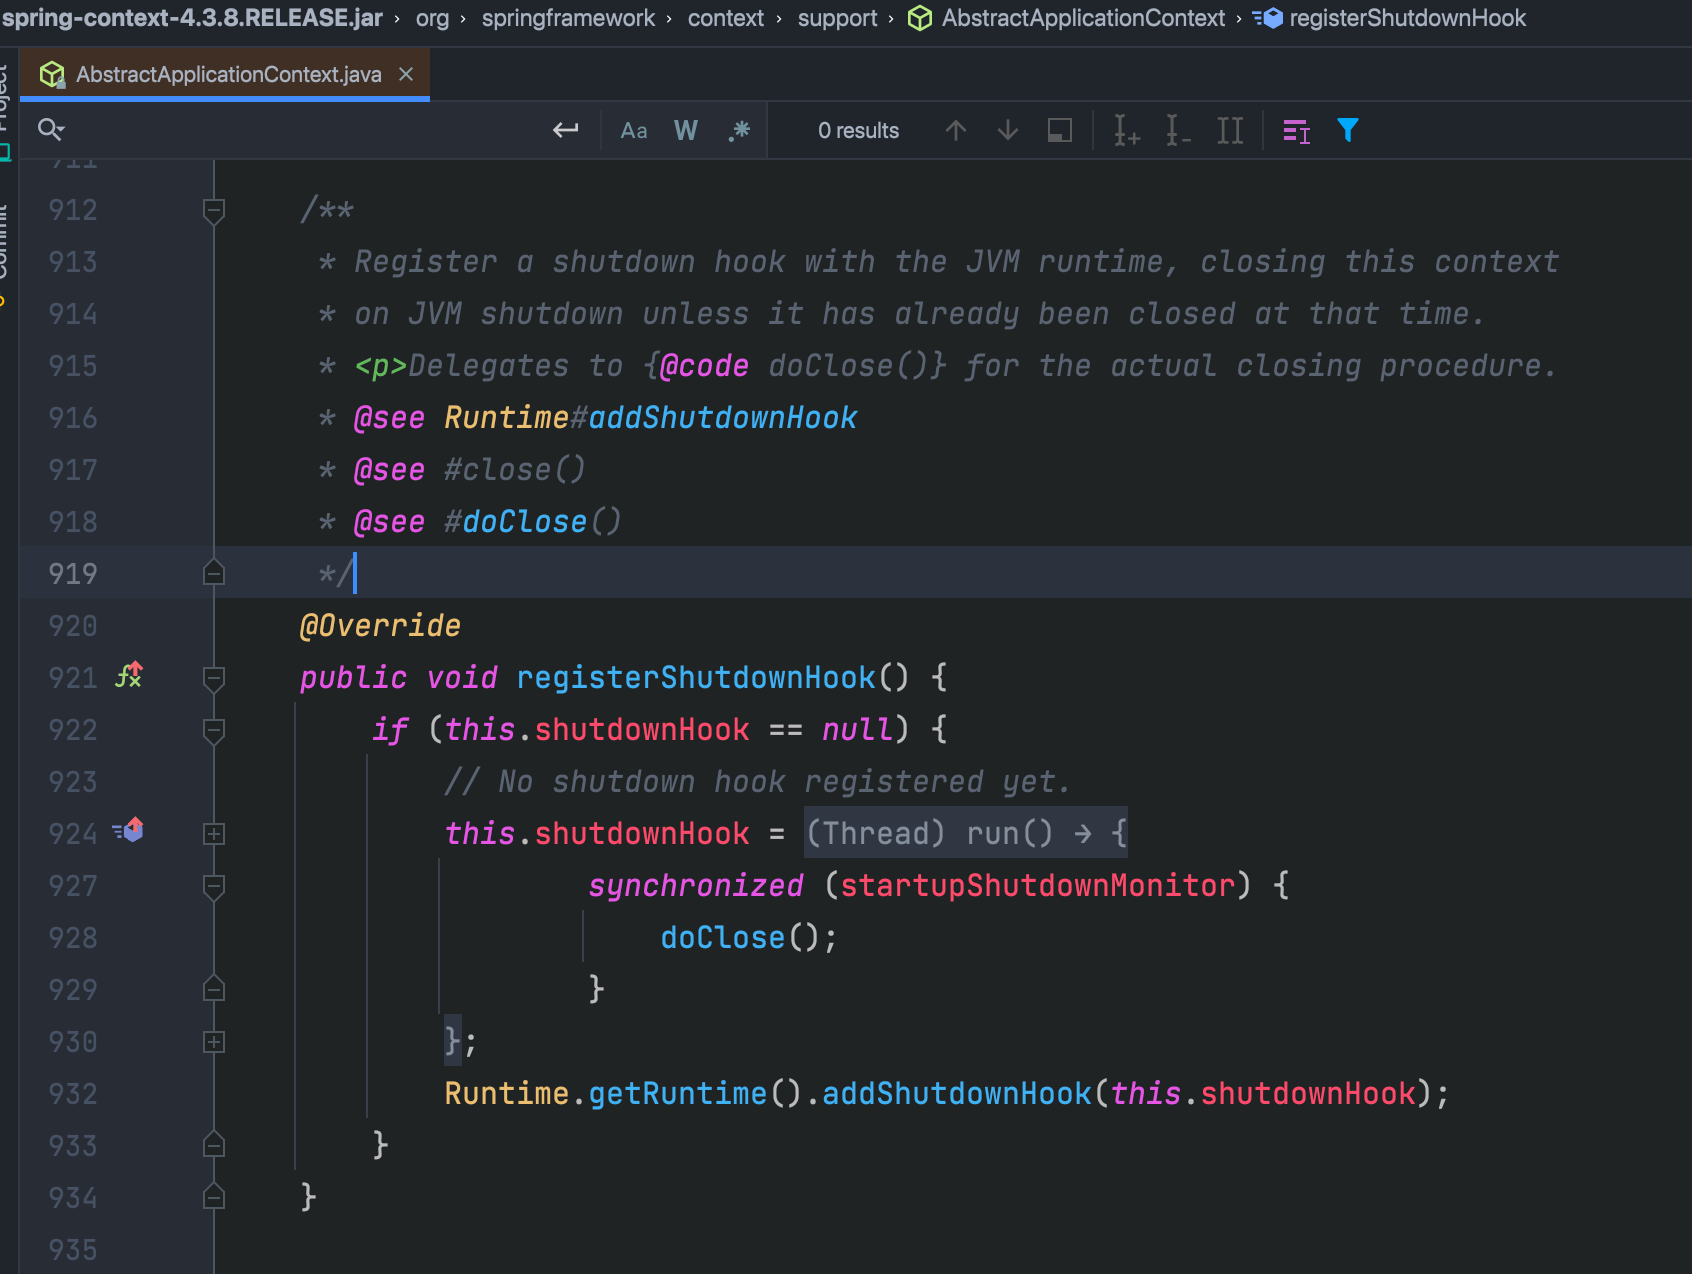 spring-context-4.3.8.RELEASE.jar › org › springframework › context › support › AbstractApplicationContext › registerShutdownHook
Project
Commit
AbstractApplicationContext.java ×
Aa W .* 0 results
911
912 /**
913 * Register a shutdown hook with the JVM runtime, closing this context
914 * on JVM shutdown unless it has already been closed at that time.
915 * <p>Delegates to {@code doClose()} for the actual closing procedure.
916 * @see Runtime#addShutdownHook
917 * @see #close()
918 * @see #doClose()
919 */
920 @Override
921 public void registerShutdownHook() {
922 if (this.shutdownHook == null) {
923 // No shutdown hook registered yet.
924 this.shutdownHook = (Thread) run() → {
927 synchronized (startupShutdownMonitor) {
928 doClose();
929 }
930 };
932 Runtime.getRuntime().addShutdownHook(this.shutdownHook);
933 }
934 }
935